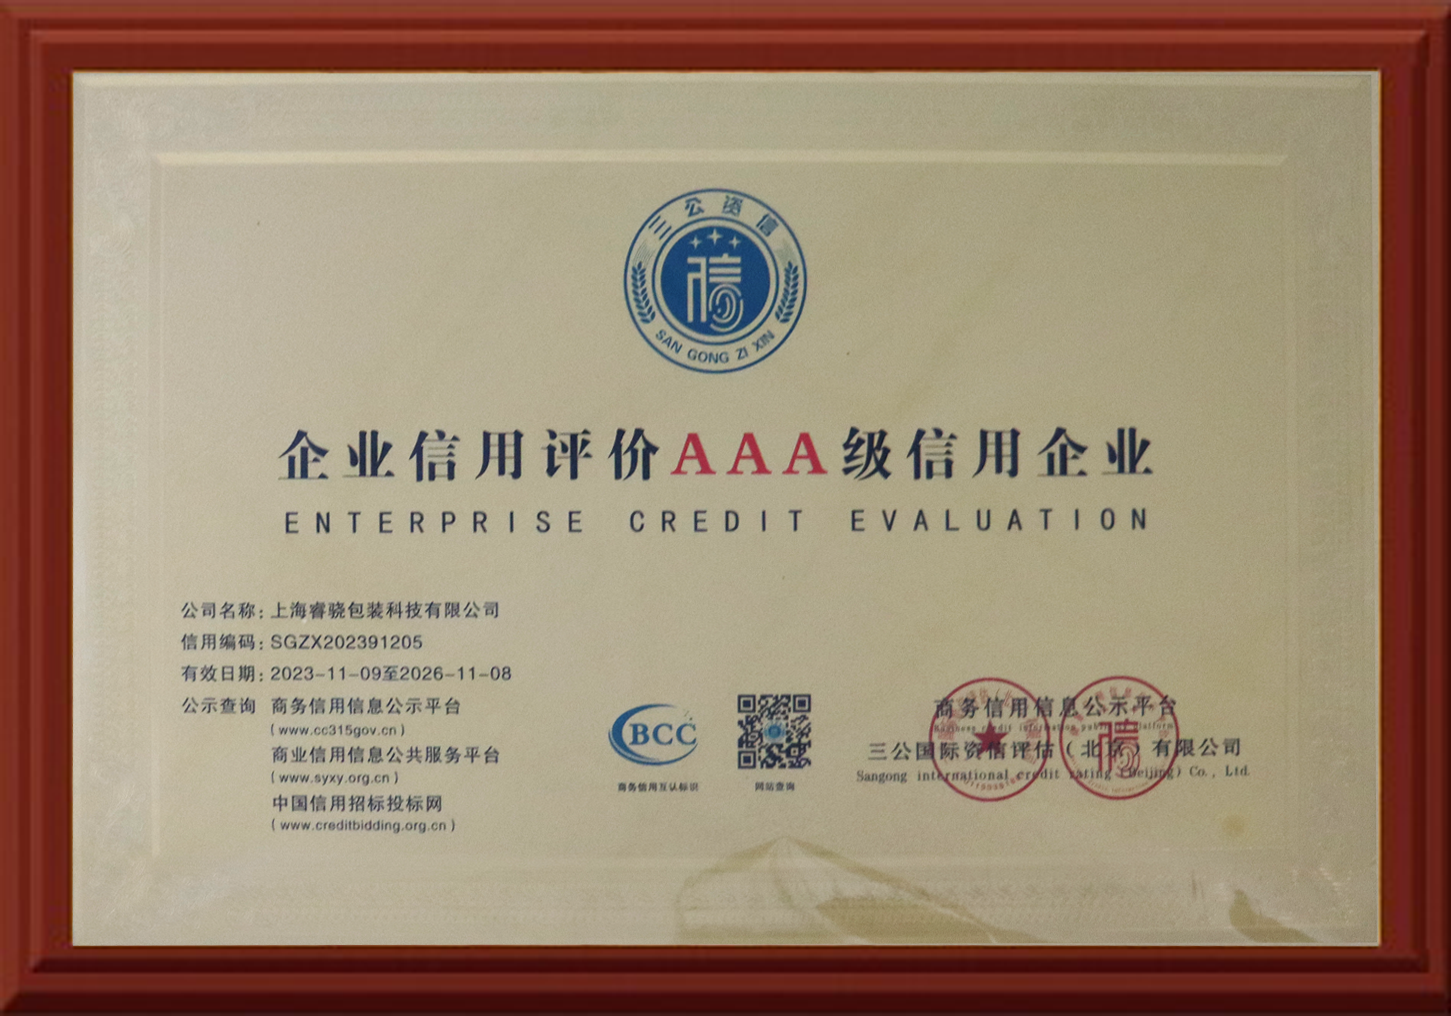 三公资信
SAN GONG ZI XIN
企业信用评价AAA级信用企业
ENTERPRISE CREDIT EVALUATION
公司名称：上海睿骁包装科技有限公司
信用编码：SGZX202391205
有效日期：2023-11-09至2026-11-08
公示查询 商务信用信息公示平台
（www.cc315gov.cn）
商业信用信息公共服务平台
（www.syxy.org.cn）
中国信用招标投标网
（www.creditbidding.org.cn）
BCC
商务信用互认标识
网站查询
商务信用信息公示平台
Business credit information publicity platform
三公国际资信评估（北京）有限公司
Sangong international credit rating (Beijing) Co., Ltd.